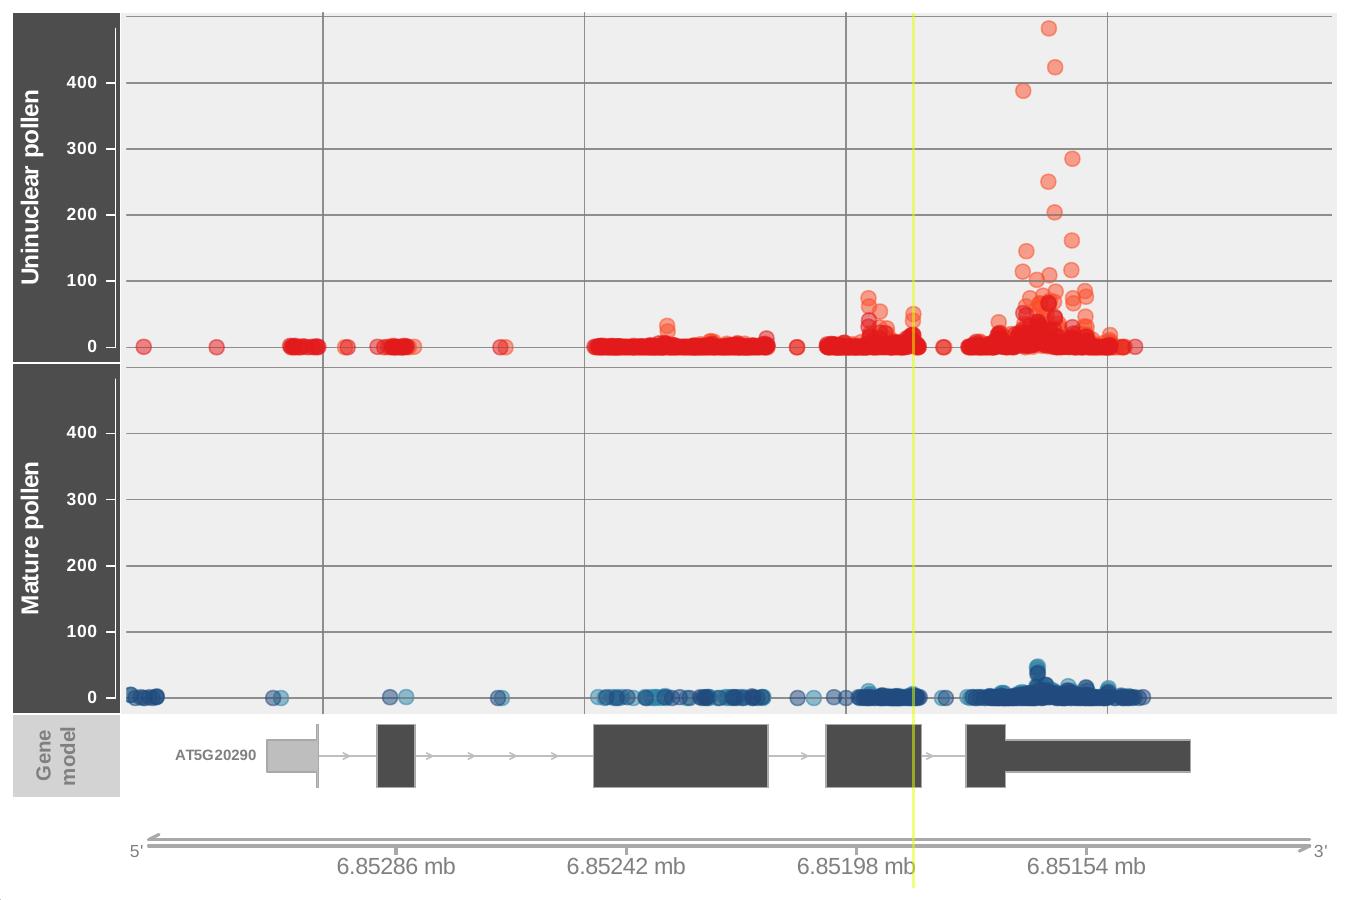 Uninuclear pollen
400
300
200
100
0
Mature pollen
400
300
200
100
0
Gene
model
AT5G20290
5'
3'
6.85286 mb
6.85242 mb
6.85198 mb
6.85154 mb